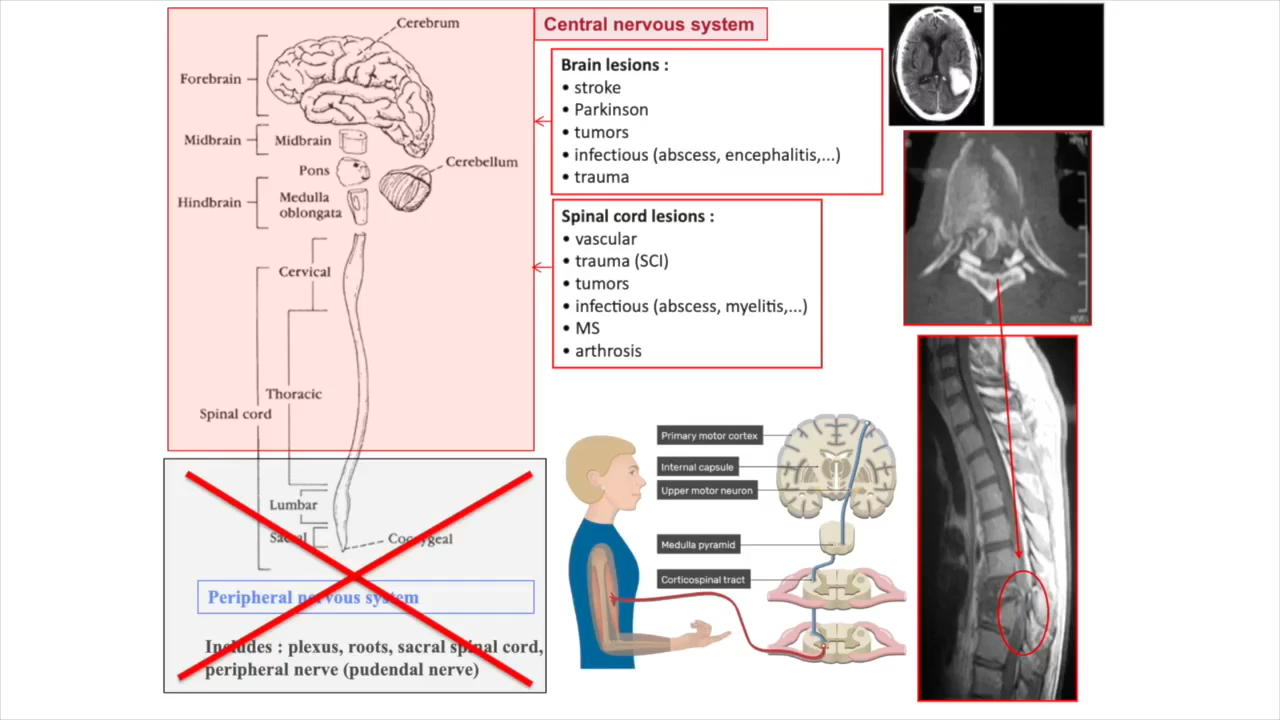 Central nervous system
Cerebrum
Forebrain
Midbrain
Midbrain
Pons
Cerebellum
Hindbrain
Medulla
oblongata
Cervical
Thoracic
Spinal cord
Lumbar
Sacral
Coccygeal
Brain lesions :
• stroke
• Parkinson
• tumors
• infectious (abscess, encephalitis,...)
• trauma
Spinal cord lesions :
• vascular
• trauma (SCI)
• tumors
• infectious (abscess, myelitis,...)
• MS
• arthrosis
Peripheral nervous system
Includes : plexus, roots, sacral spinal cord,
peripheral nerve (pudendal nerve)
Primary motor cortex
Internal capsule
Upper motor neuron
Medulla pyramid
Corticospinal tract